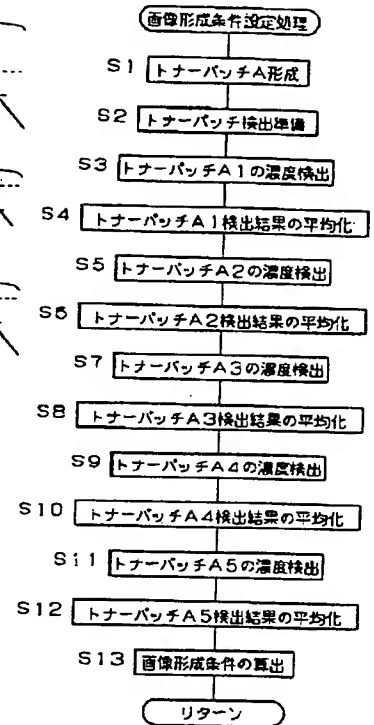 画像形成条件設定処理
S1 トナーパッチA形成
S2 トナーパッチ検出準備
S3 トナーパッチA1の濃度検出
S4 トナーパッチA1検出結果の平均化
S5 トナーパッチA2の濃度検出
S6 トナーパッチA2検出結果の平均化
S7 トナーパッチA3の濃度検出
S8 トナーパッチA3検出結果の平均化
S9 トナーパッチA4の濃度検出
S10 トナーパッチA4検出結果の平均化
S11 トナーパッチA5の濃度検出
S12 トナーパッチA5検出結果の平均化
S13 画像形成条件の算出
リターン